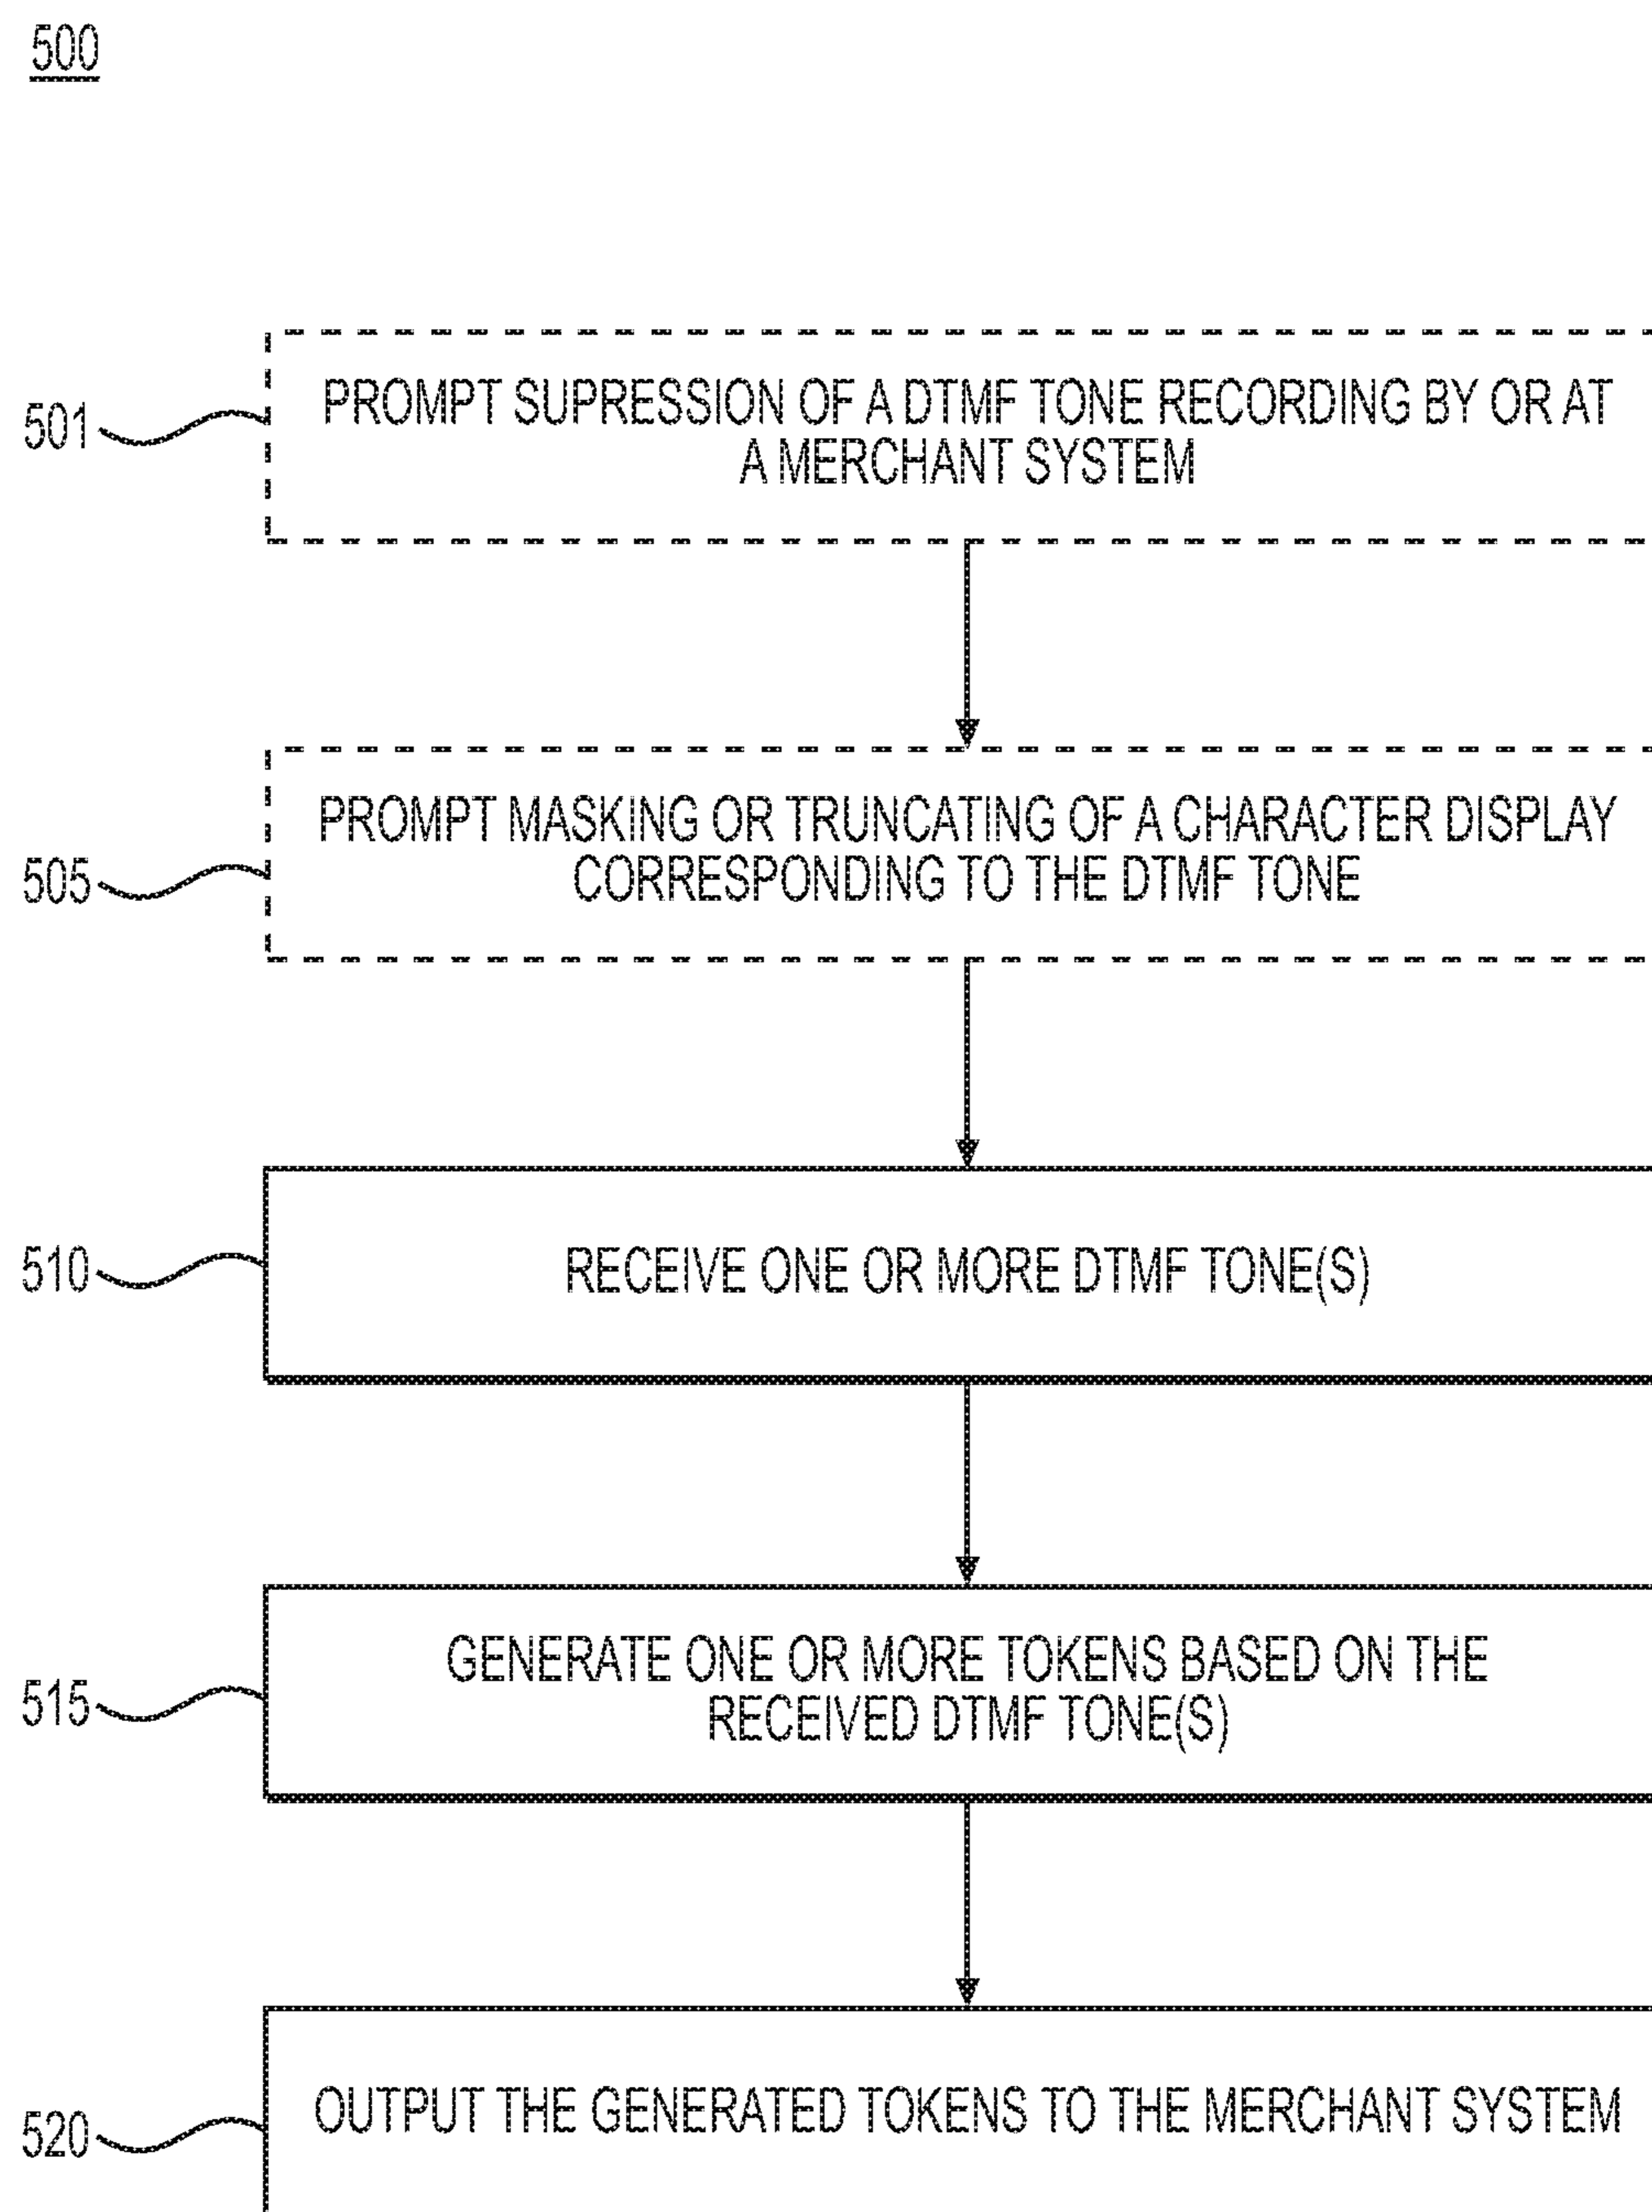 500
501
PROMPT SUPRESSION OF A DTMF TONE RECORDING BY OR AT
A MERCHANT SYSTEM
505
PROMPT MASKING OR TRUNCATING OF A CHARACTER DISPLAY
CORRESPONDING TO THE DTMF TONE
510
RECEIVE ONE OR MORE DTMF TONE(S)
515
GENERATE ONE OR MORE TOKENS BASED ON THE
RECEIVED DTMF TONE(S)
520
OUTPUT THE GENERATED TOKENS TO THE MERCHANT SYSTEM